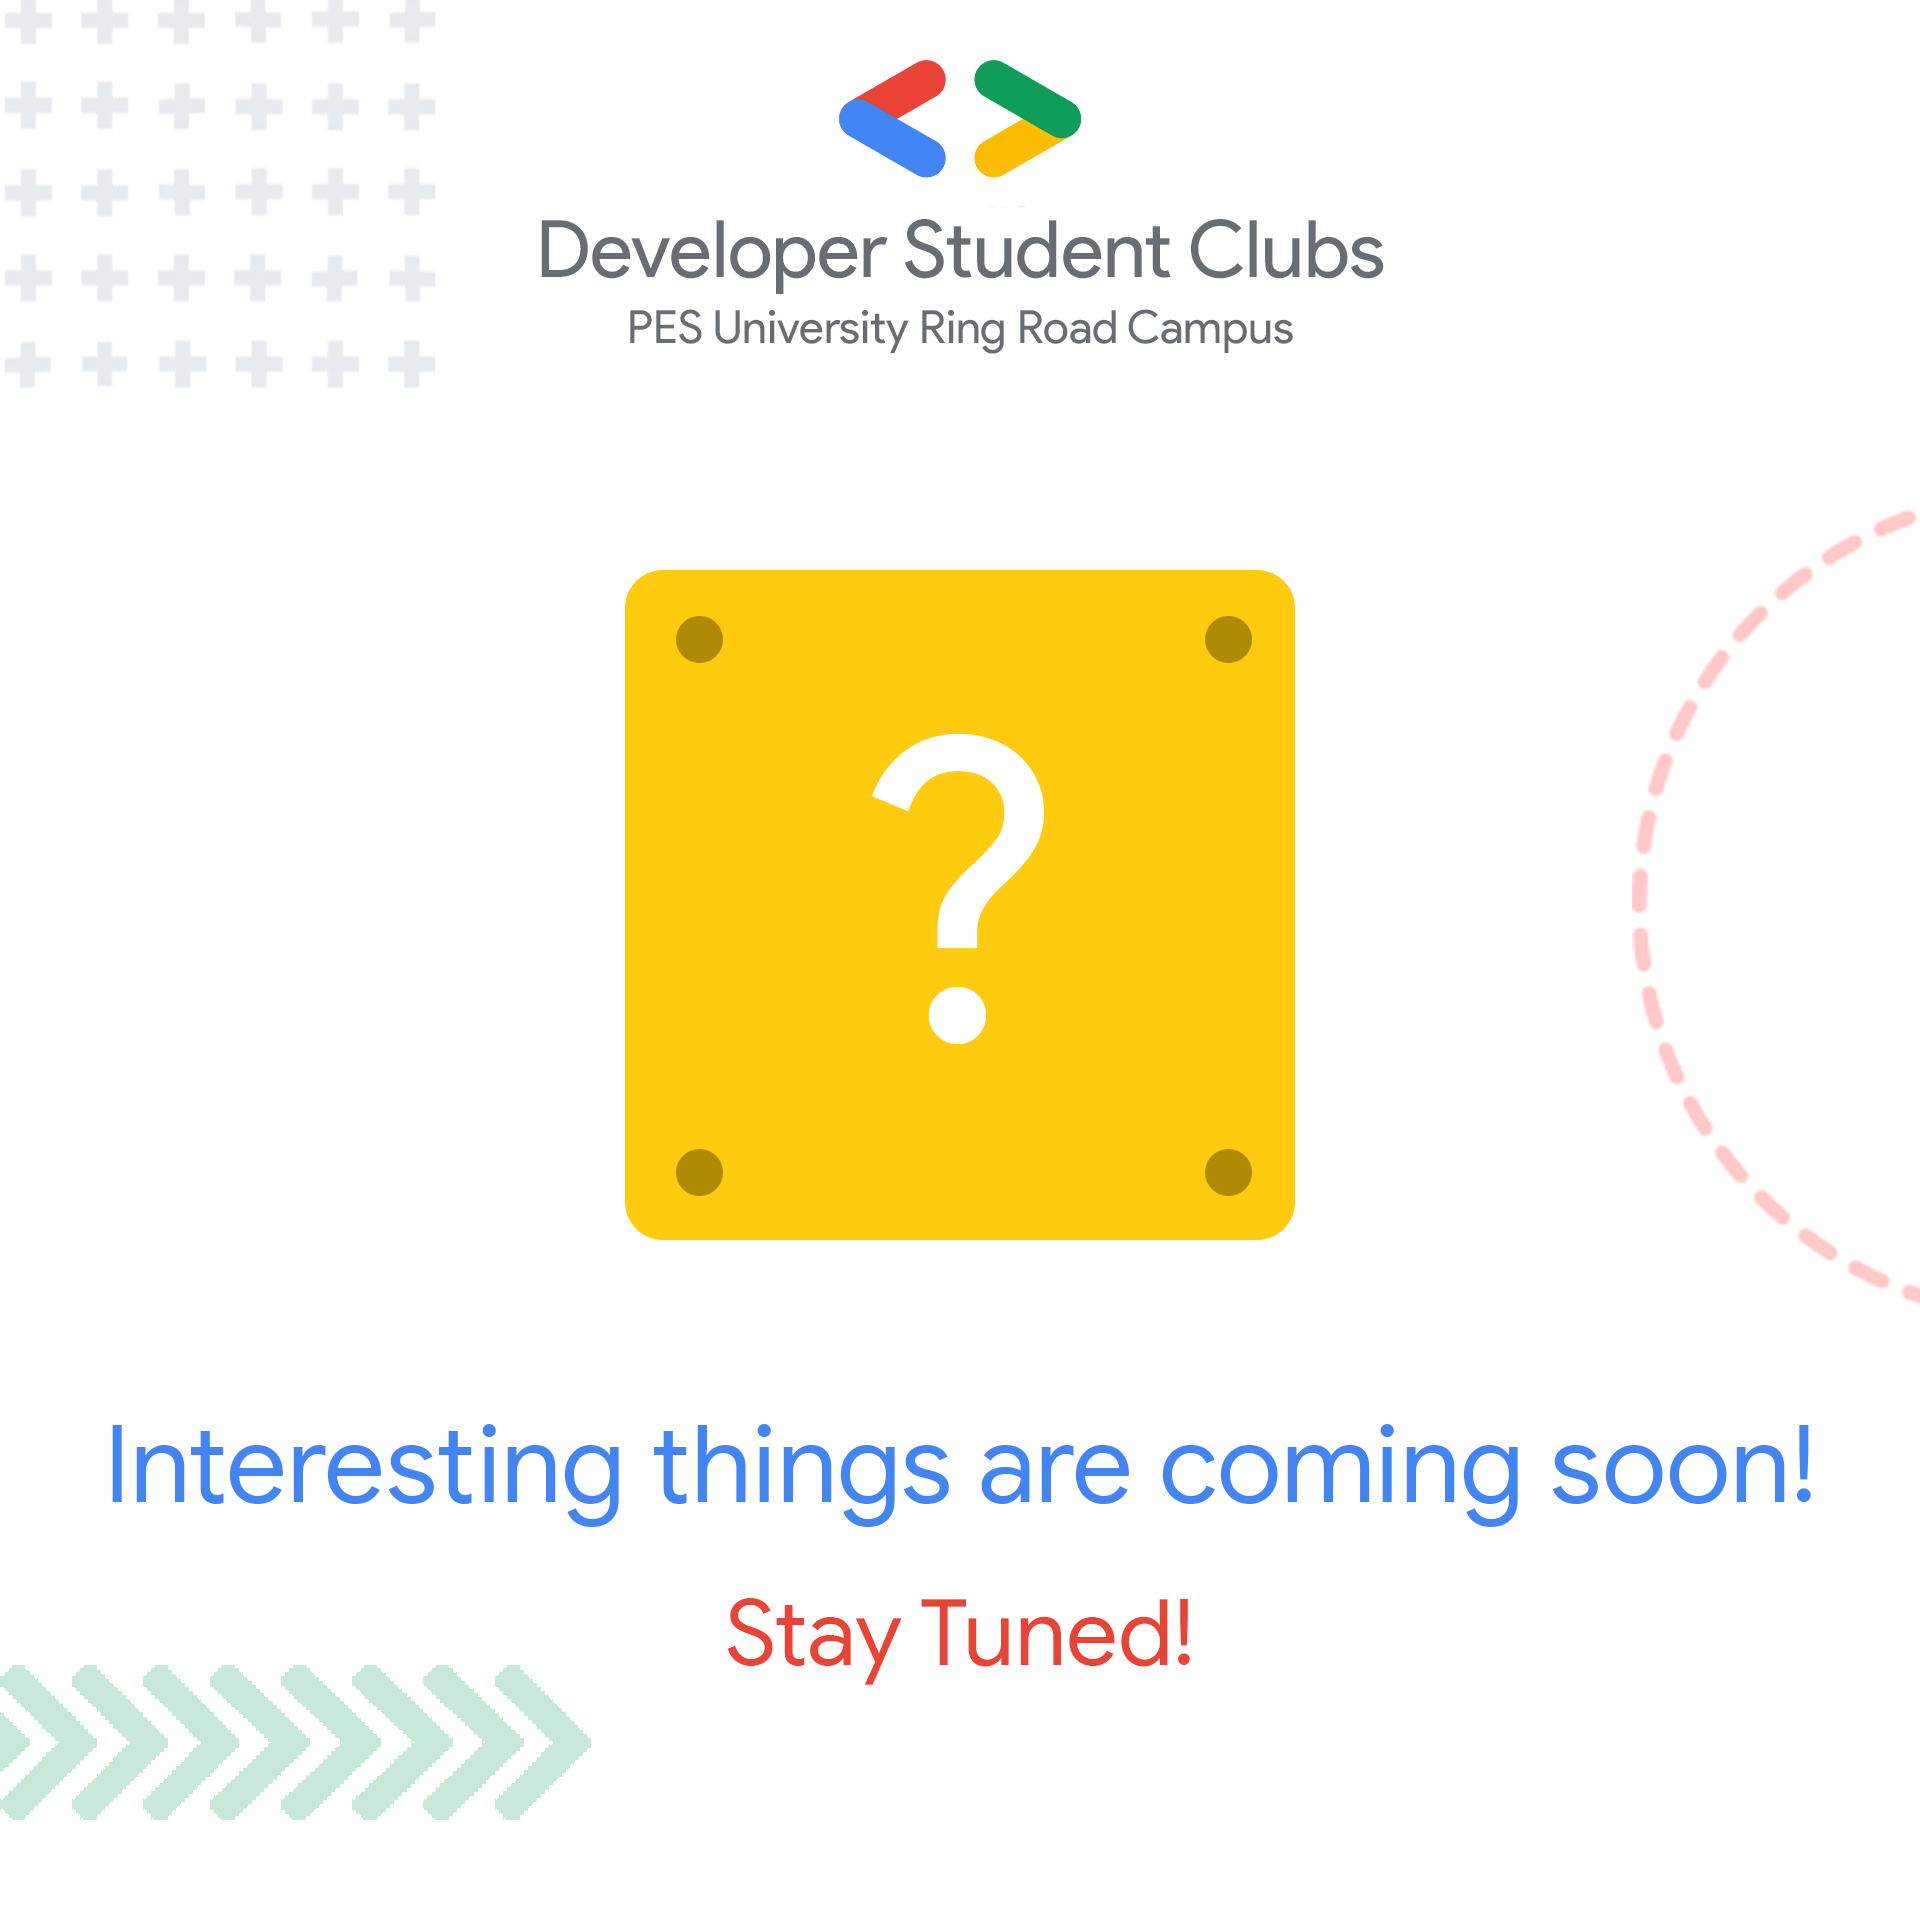 Developer Student Clubs
PES University Ring Road Campus
?
Interesting things are coming soon!
Stay Tuned!